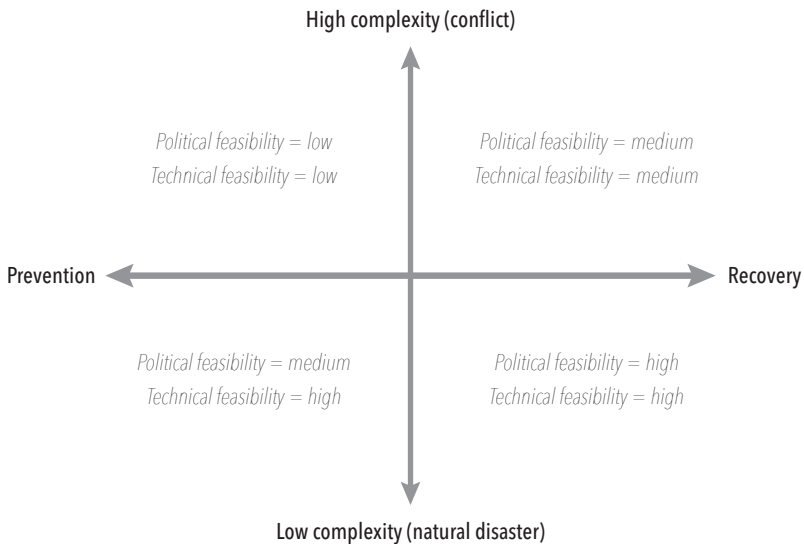 High complexity (conflict)
Political feasibility = low
Technical feasibility = low
Political feasibility = medium
Technical feasibility = medium
Prevention
Recovery
Political feasibility = medium
Technical feasibility = high
Political feasibility = high
Technical feasibility = high
Low complexity (natural disaster)